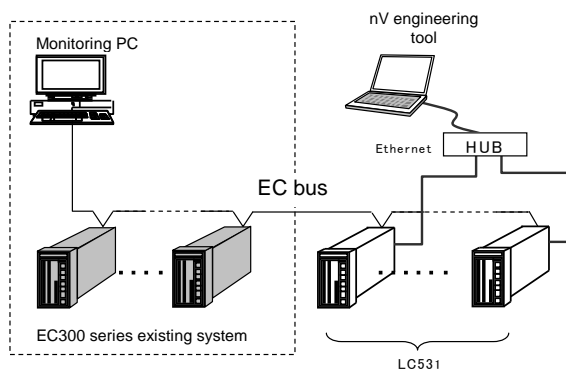 Monitoring PC
nV engineering
tool
Ethernet
HUB
EC bus
EC300 series existing system
LC531